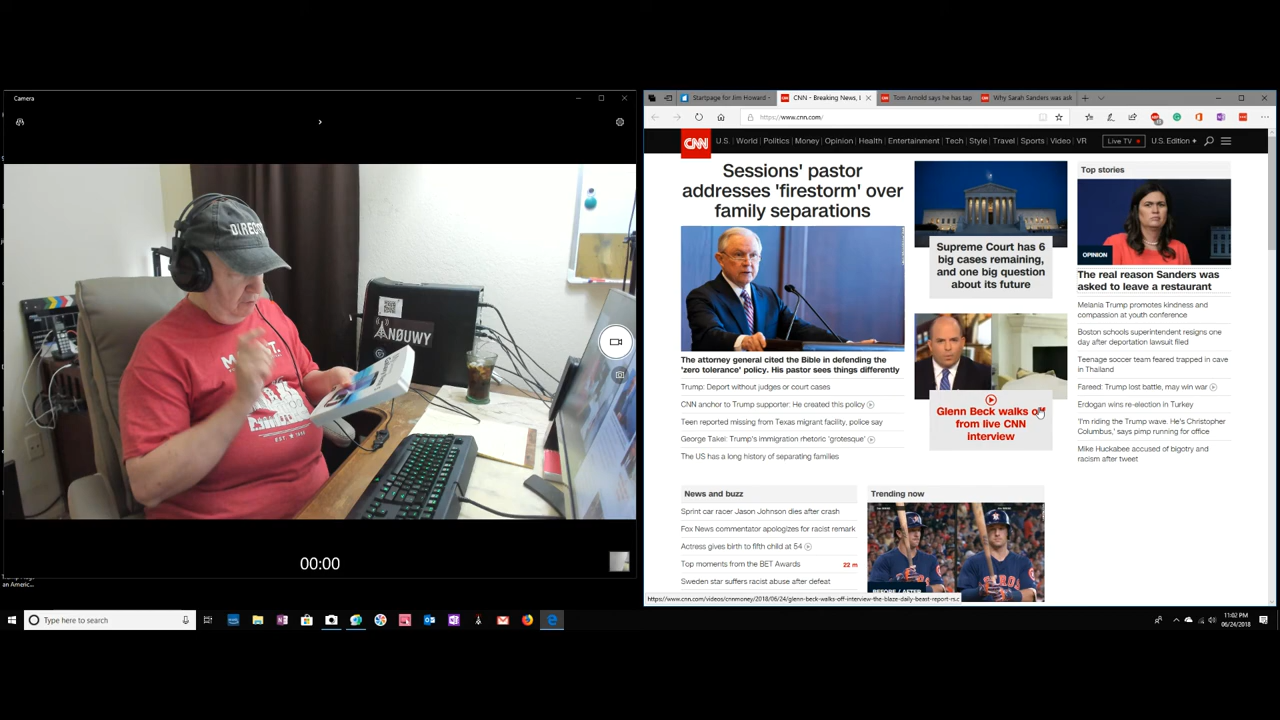 Camera
DIREC
NØUWY
EST
00:00
an Americ...
Startpage for Jim Howard -
CNN - Breaking News, l
Tom Arnold says he has tap
Why Sarah Sanders was ask
https://www.cnn.com/
CNN
U.S. World Politics Money Opinion Health Entertainment Tech Style Travel Sports Video VR
Live TV
U.S. Edition +
Sessions' pastor
addresses 'firestorm' over
family separations
The attorney general cited the Bible in defending the
'zero tolerance' policy. His pastor sees things differently
Trump: Deport without judges or court cases
CNN anchor to Trump supporter: He created this policy
Teen reported missing from Texas migrant facility, police say
George Takei: Trump's immigration rhetoric 'grotesque'
The US has a long history of separating families
Supreme Court has 6
big cases remaining,
and one big question
about its future
Glenn Beck walks off
from live CNN
interview
Top stories
OPINION
The real reason Sanders was
asked to leave a restaurant
Melania Trump promotes kindness and
compassion at youth conference
Boston schools superintendent resigns one
day after deportation lawsuit filed
Teenage soccer team feared trapped in cave
in Thailand
Fareed: Trump lost battle, may win war
Erdogan wins re-election in Turkey
'I'm riding the Trump wave. He's Christopher
Columbus,' says pimp running for office
Mike Huckabee accused of bigotry and
racism after tweet
News and buzz
Sprint car racer Jason Johnson dies after crash
Fox News commentator apologizes for racist remark
Actress gives birth to fifth child at 54
Top moments from the BET Awards
22 m
Sweden star suffers racist abuse after defeat
Trending now
BEFORE / AFTER
https://www.cnn.com/videos/cnnmoney/2018/06/24/glenn-beck-walks-off-interview-the-blaze-daily-beast-report-rs.c
Type here to search
11:02 PM
06/24/2018